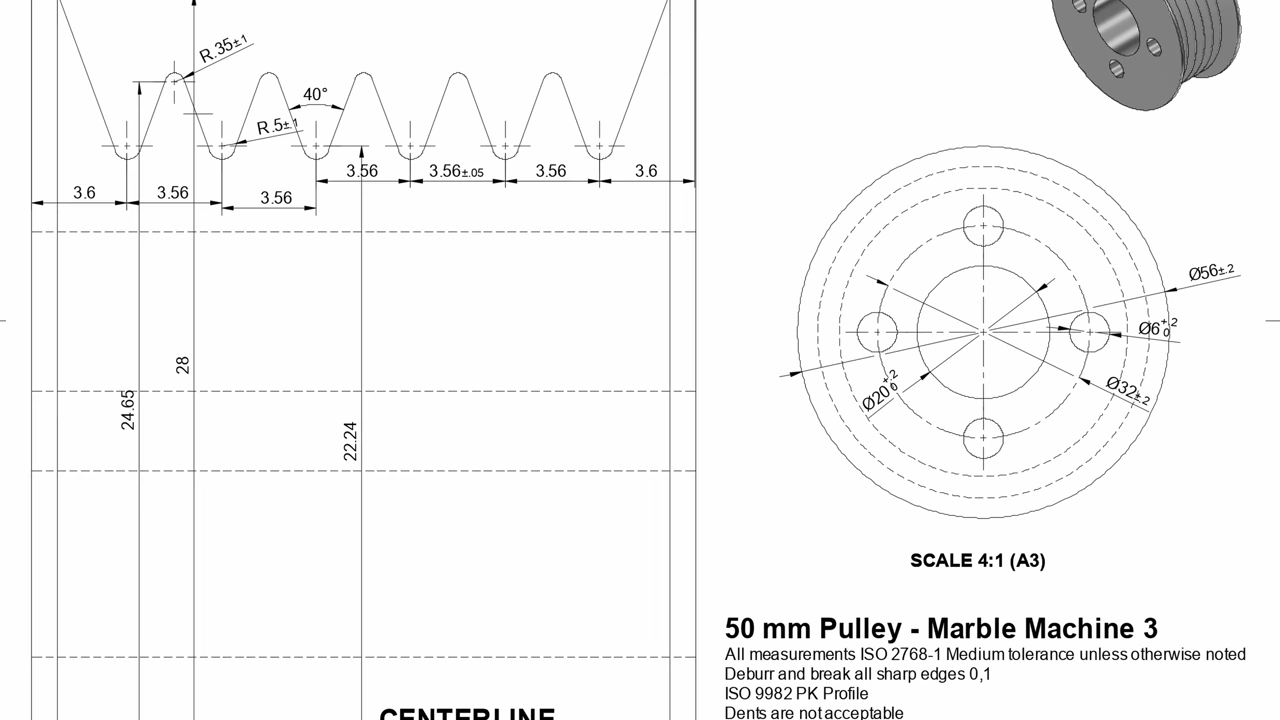 R.35±.1
40°
R.5±.1
3.56
3.56±.05
3.56
3.6
3.6
3.56
3.56
28
24.65
22.24
Ø56±.2
Ø6 +.2 0
Ø20 +.2 0
Ø32±.2
SCALE 4:1 (A3)
50 mm Pulley - Marble Machine 3
All measurements ISO 2768-1 Medium tolerance unless otherwise noted
Deburr and break all sharp edges 0,1
ISO 9982 PK Profile
Dents are not acceptable
CENTERLINE